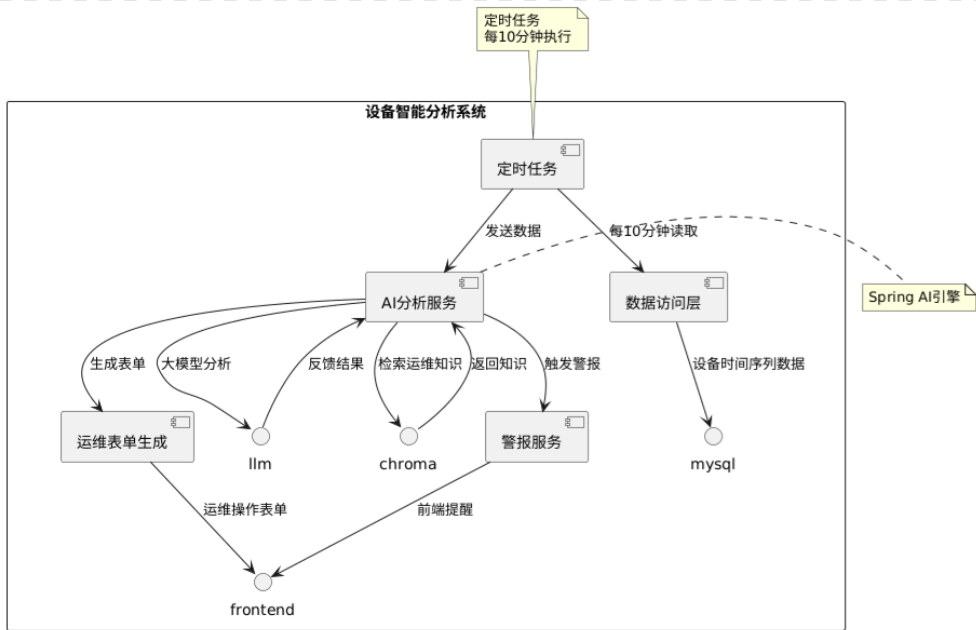 定时任务
每10分钟执行
设备智能分析系统
定时任务
发送数据
每10分钟读取
Spring AI引擎
AI分析服务
数据访问层
生成表单
大模型分析
反馈结果
检索运维知识
返回知识
触发警报
设备时间序列数据
运维表单生成
llm
chroma
警报服务
mysql
运维操作表单
前端提醒
frontend